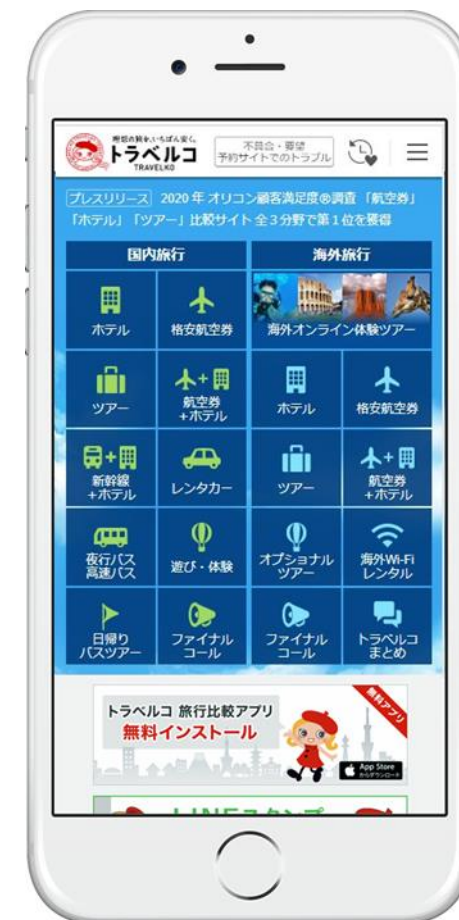 理想の旅を、いちばん安く。
トラベルコ
TRAVELKO
不具合・要望
予約サイトでのトラブル
プレスリリース 2020 年 オリコン顧客満足度®調査 「航空券」
「ホテル」「ツアー」比較サイト 全3分野で第1位を獲得
国内旅行
海外旅行
ホテル
格安航空券
海外オンライン体験ツアー
ツアー
航空券
+ホテル
ホテル
格安航空券
新幹線
+ホテル
レンタカー
ツアー
航空券
+ホテル
夜行バス
高速バス
遊び・体験
オプショナル
ツアー
海外Wi-Fi
レンタル
日帰り
バスツアー
ファイナル
コール
ファイナル
コール
トラベルコ
まとめ
トラベルコ 旅行比較アプリ
無料インストール
無料アプリ
App Store
からダウンロード
LINEスタンプ